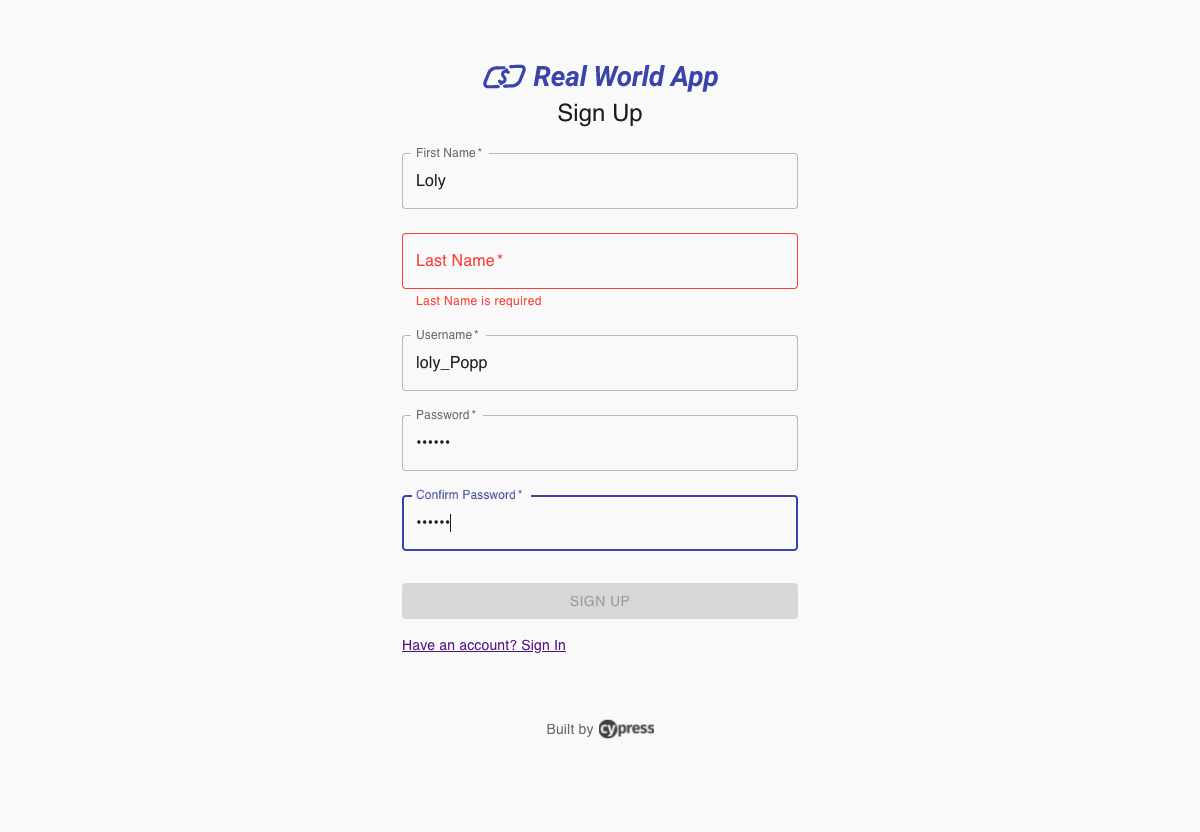 Real World App
Sign Up
First Name *
Loly
Last Name *
Last Name is required
Username *
loly_Popp
Password *
••••••
Confirm Password *
••••••
SIGN UP
Have an account? Sign In
Built by cypress